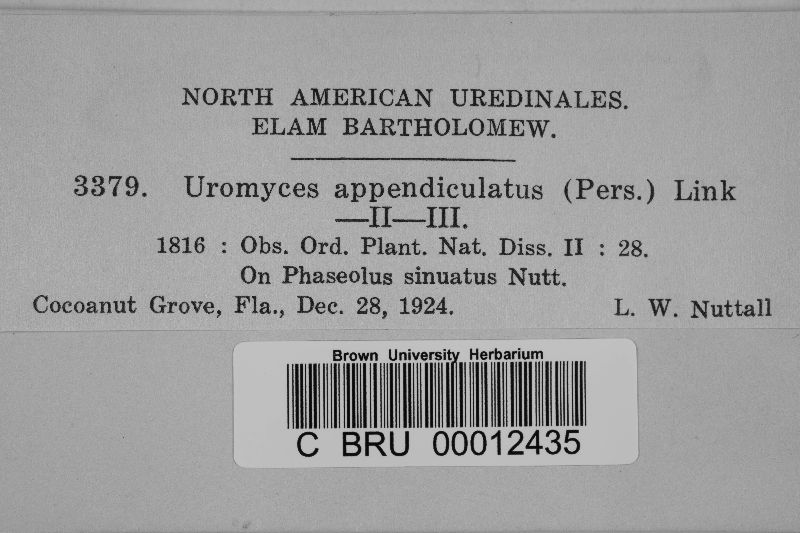 NORTH AMERICAN UREDINALES.
ELAM BARTHOLOMEW.
3379. Uromyces appendiculatus (Pers.) Link
—II—III.
1816 : Obs. Ord. Plant. Nat. Diss. II : 28.
On Phaseolus sinuatus Nutt.
Cocoanut Grove, Fla., Dec. 28, 1924. L. W. Nuttall
Brown University Herbarium
C BRU 00012435